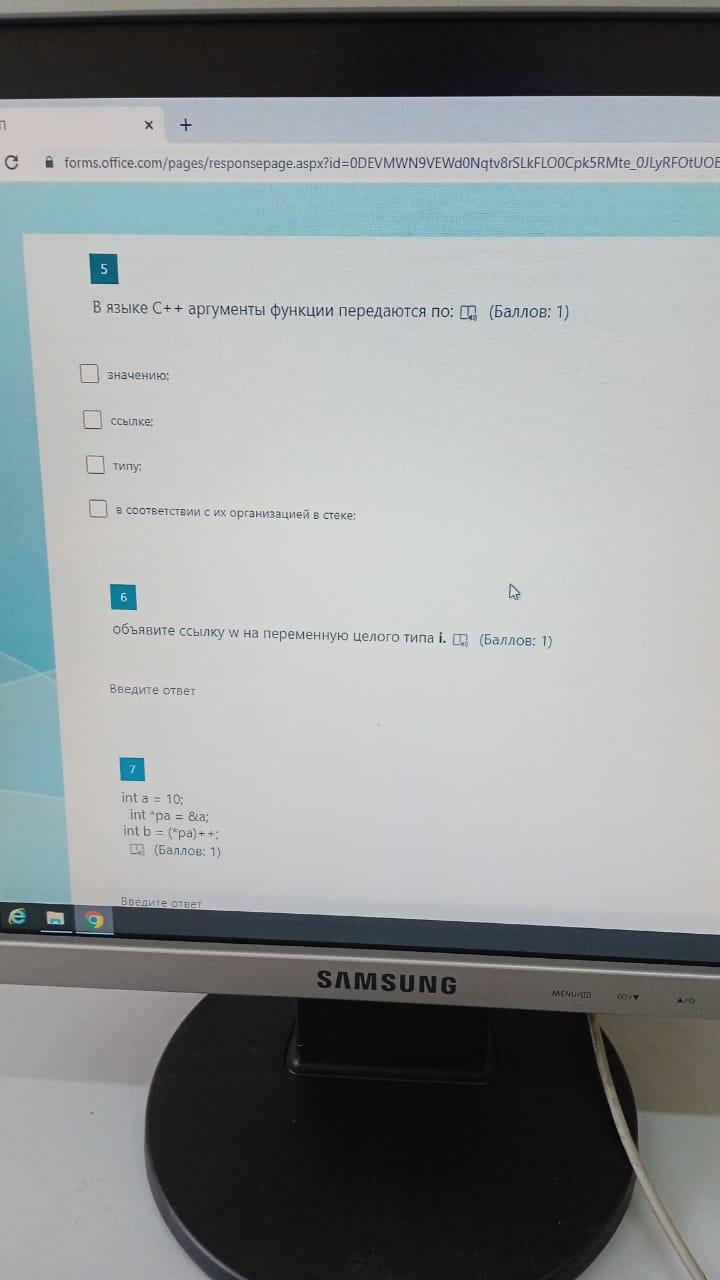 forms.office.com/pages/responsepage.aspx?id=0DEVMWN9VEWd0Nqtv8rSLkFLO0Cpk5RMte_0JLyRFOtUOE
5
В языке C++ аргументы функции передаются по: (Баллов: 1)
значению;
ссылке;
типу;
в соответствии с их организацией в стеке;
6
объявите ссылку w на переменную целого типа i. (Баллов: 1)
Введите ответ
7
int a = 10;
int *pa = &a;
int b = (*pa)++;
(Баллов: 1)
Введите ответ
SAMSUNG
MENU/